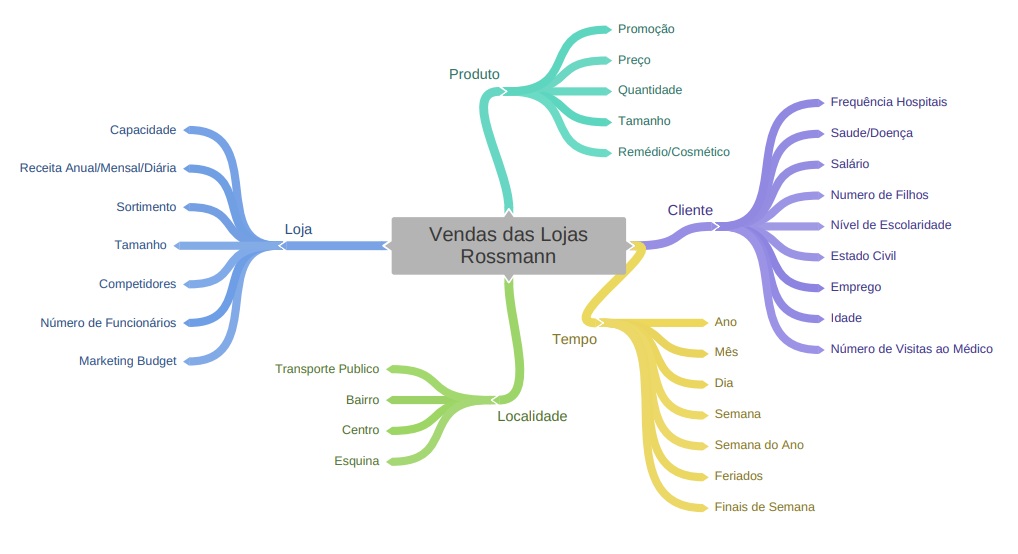 Vendas das Lojas
Rossmann
Produto
Promoção
Preço
Quantidade
Tamanho
Remédio/Cosmético
Cliente
Frequência Hospitais
Saude/Doença
Salário
Numero de Filhos
Nível de Escolaridade
Estado Civil
Emprego
Idade
Número de Visitas ao Médico
Tempo
Ano
Mês
Dia
Semana
Semana do Ano
Feriados
Finais de Semana
Localidade
Transporte Publico
Bairro
Centro
Esquina
Loja
Capacidade
Receita Anual/Mensal/Diária
Sortimento
Tamanho
Competidores
Número de Funcionários
Marketing Budget